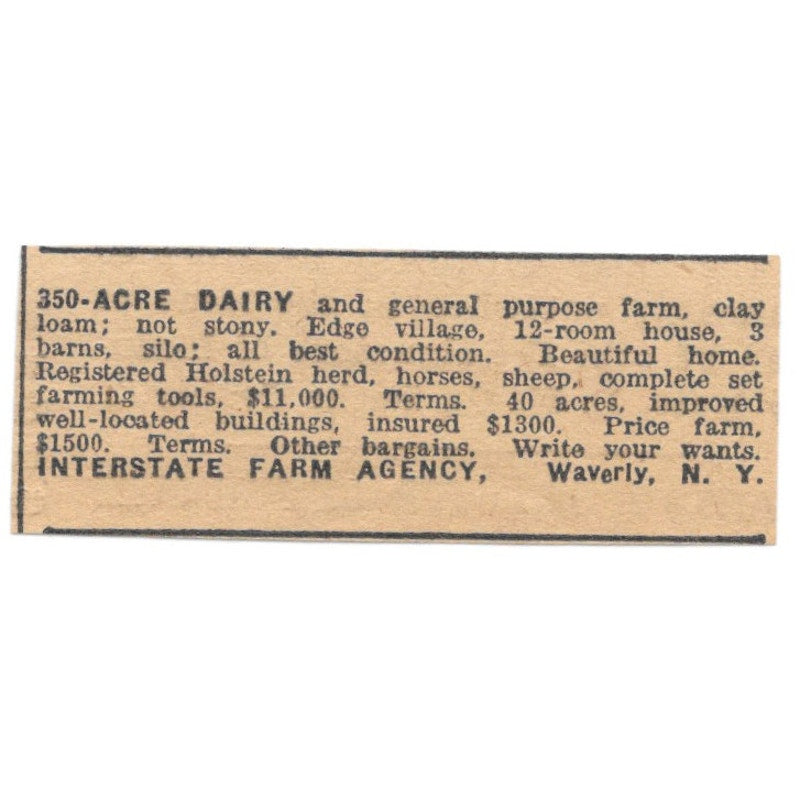 350-ACRE DAIRY and general purpose farm, clay
loam; not stony. Edge village, 12-room house, 3
barns, silo; all best condition. Beautiful home.
Registered Holstein herd, horses, sheep, complete set
farming tools, $11,000. Terms. 40 acres, improved
well-located buildings, insured $1300. Price farm,
$1500. Terms. Other bargains. Write your wants.
INTERSTATE FARM AGENCY, Waverly, N. Y.